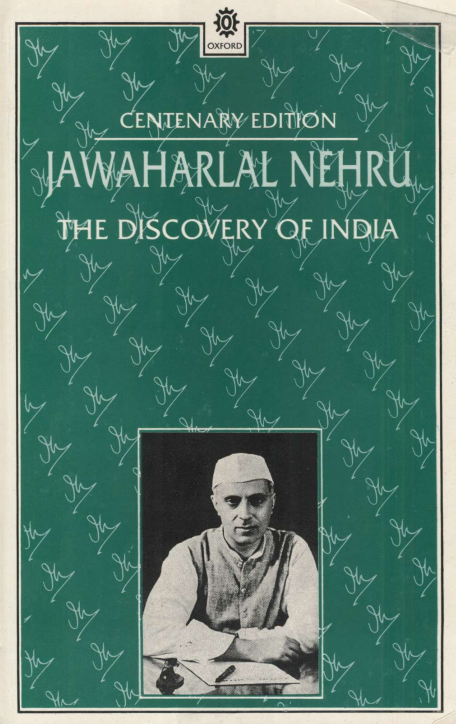 OXFORD
CENTENARY EDITION
JAWAHARLAL NEHRU
THE DISCOVERY OF INDIA